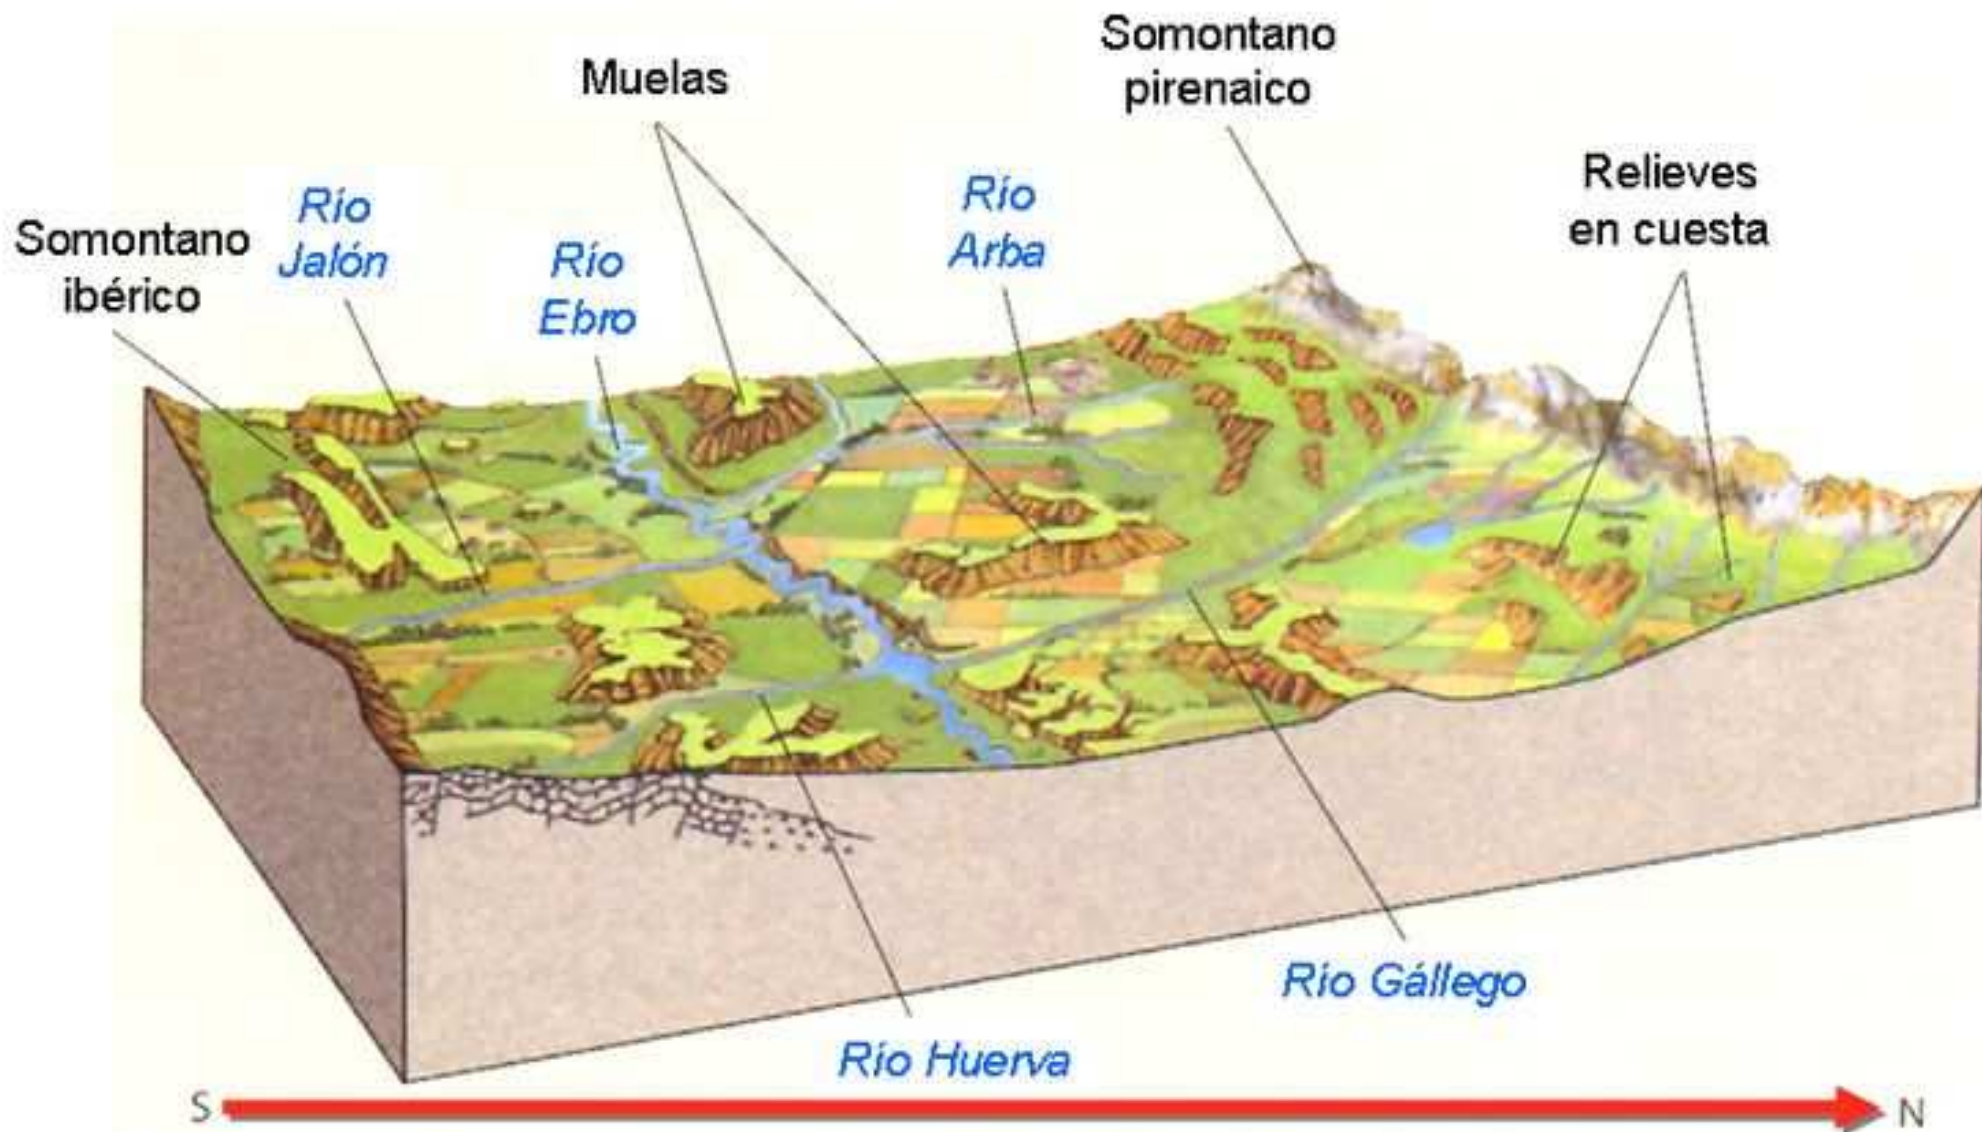 Somontano
pirenaico
Muelas
Relieves
en cuesta
Río
Arba
Río
Jalón
Somontano
ibérico
Río
Ebro
Río Gállego
Río Huerva
S
N